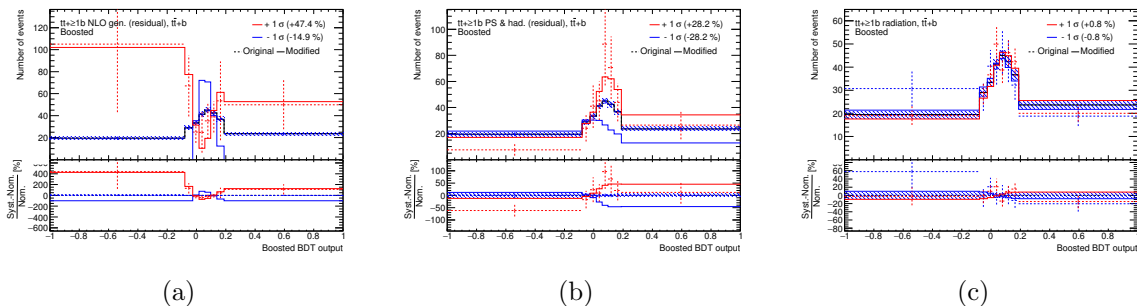 Number of events
160
140
120
100
80
60
40
20
tt+≥1b NLO gen. (residual), tt̄+b
Boosted
+ 1 σ (+47.4 %)
- 1 σ (-14.9 %)
Original Modified
Syst.-Nom. [%]
Nom.
600
400
200
0
−200
−400
−600
−1 −0.8 −0.6 −0.4 −0.2 0 0.2 0.4 0.6 0.8 1
Boosted BDT output
(a)
Number of events
120
100
80
60
40
20
tt+≥1b PS & had. (residual), tt̄+b
Boosted
+ 1 σ (+28.2 %)
- 1 σ (-28.2 %)
Original Modified
Syst.-Nom. [%]
Nom.
100
50
0
−50
−100
−1 −0.8 −0.6 −0.4 −0.2 0 0.2 0.4 0.6 0.8 1
Boosted BDT output
(b)
Number of events
60
50
40
30
20
10
0
tt+≥1b radiation, tt̄+b
Boosted
+ 1 σ (+0.8 %)
- 1 σ (-0.8 %)
Original Modified
Syst.-Nom. [%]
Nom.
60
40
20
0
−20
−40
−60
−80
−1 −0.8 −0.6 −0.4 −0.2 0 0.2 0.4 0.6 0.8 1
Boosted BDT output
(c)